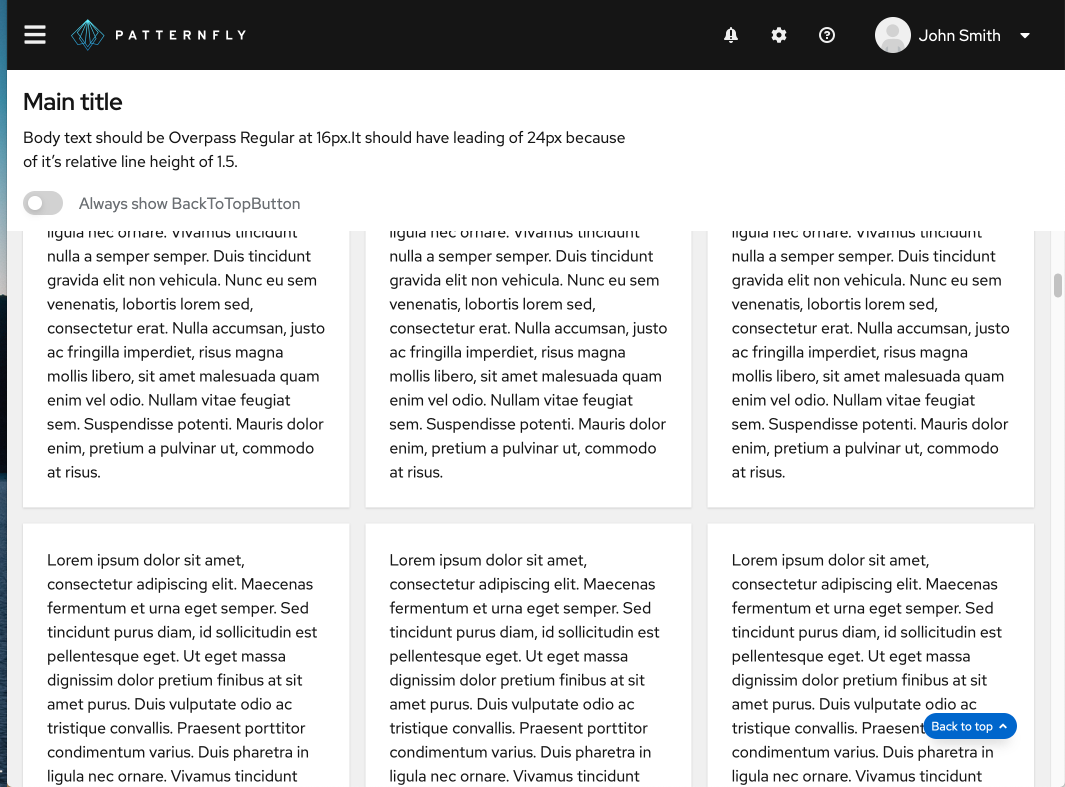 PATTERNFLY
John Smith
Main title
Body text should be Overpass Regular at 16px.It should have leading of 24px because
of it’s relative line height of 1.5.
Always show BackToTopButton
ligula nec ornare. Vivamus tincidunt
nulla a semper semper. Duis tincidunt
gravida elit non vehicula. Nunc eu sem
venenatis, lobortis lorem sed,
consectetur erat. Nulla accumsan, justo
ac fringilla imperdiet, risus magna
mollis libero, sit amet malesuada quam
enim vel odio. Nullam vitae feugiat
sem. Suspendisse potenti. Mauris dolor
enim, pretium a pulvinar ut, commodo
at risus.
ligula nec ornare. Vivamus tincidunt
nulla a semper semper. Duis tincidunt
gravida elit non vehicula. Nunc eu sem
venenatis, lobortis lorem sed,
consectetur erat. Nulla accumsan, justo
ac fringilla imperdiet, risus magna
mollis libero, sit amet malesuada quam
enim vel odio. Nullam vitae feugiat
sem. Suspendisse potenti. Mauris dolor
enim, pretium a pulvinar ut, commodo
at risus.
ligula nec ornare. Vivamus tincidunt
nulla a semper semper. Duis tincidunt
gravida elit non vehicula. Nunc eu sem
venenatis, lobortis lorem sed,
consectetur erat. Nulla accumsan, justo
ac fringilla imperdiet, risus magna
mollis libero, sit amet malesuada quam
enim vel odio. Nullam vitae feugiat
sem. Suspendisse potenti. Mauris dolor
enim, pretium a pulvinar ut, commodo
at risus.
Lorem ipsum dolor sit amet,
consectetur adipiscing elit. Maecenas
fermentum et urna eget semper. Sed
tincidunt purus diam, id sollicitudin est
pellentesque eget. Ut eget massa
dignissim dolor pretium finibus at sit
amet purus. Duis vulputate odio ac
tristique convallis. Praesent porttitor
condimentum varius. Duis pharetra in
ligula nec ornare. Vivamus tincidunt
Lorem ipsum dolor sit amet,
consectetur adipiscing elit. Maecenas
fermentum et urna eget semper. Sed
tincidunt purus diam, id sollicitudin est
pellentesque eget. Ut eget massa
dignissim dolor pretium finibus at sit
amet purus. Duis vulputate odio ac
tristique convallis. Praesent porttitor
condimentum varius. Duis pharetra in
ligula nec ornare. Vivamus tincidunt
Lorem ipsum dolor sit amet,
consectetur adipiscing elit. Maecenas
fermentum et urna eget semper. Sed
tincidunt purus diam, id sollicitudin est
pellentesque eget. Ut eget massa
dignissim dolor pretium finibus at sit
amet purus. Duis vulputate odio ac
tristique convallis. Praesent
condimentum varius. Duis pharetra in
ligula nec ornare. Vivamus tincidunt
Back to top